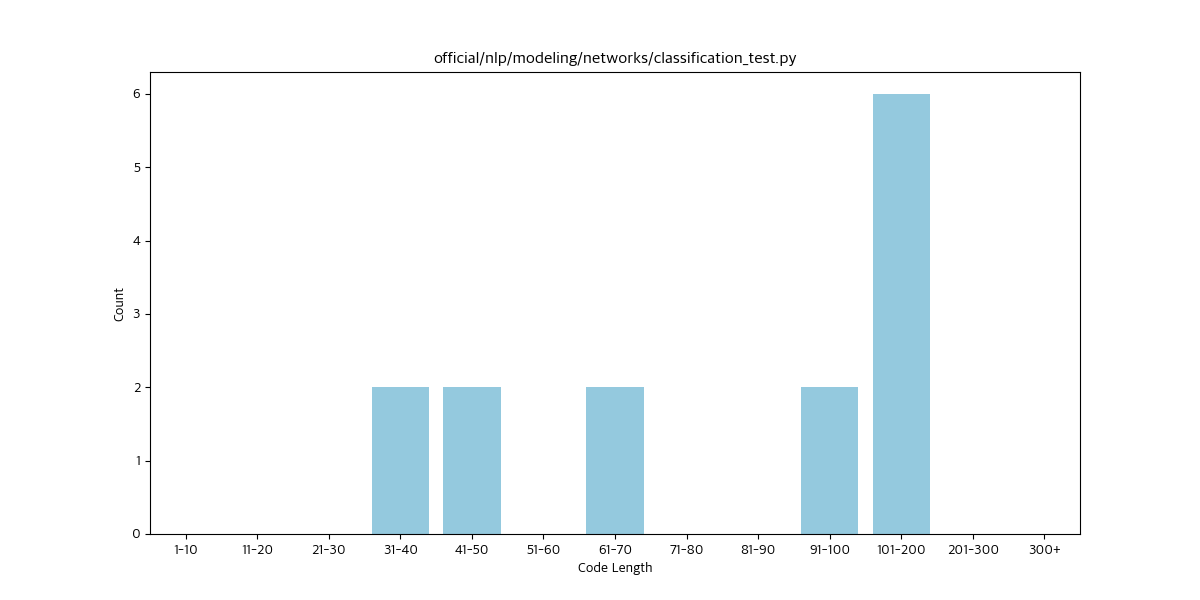 official/nlp/modeling/networks/classification_test.py
Count
6
5
4
3
2
1
0
1-10 11-20 21-30 31-40 41-50 51-60 61-70 71-80 81-90 91-100 101-200 201-300 300+
Code Length